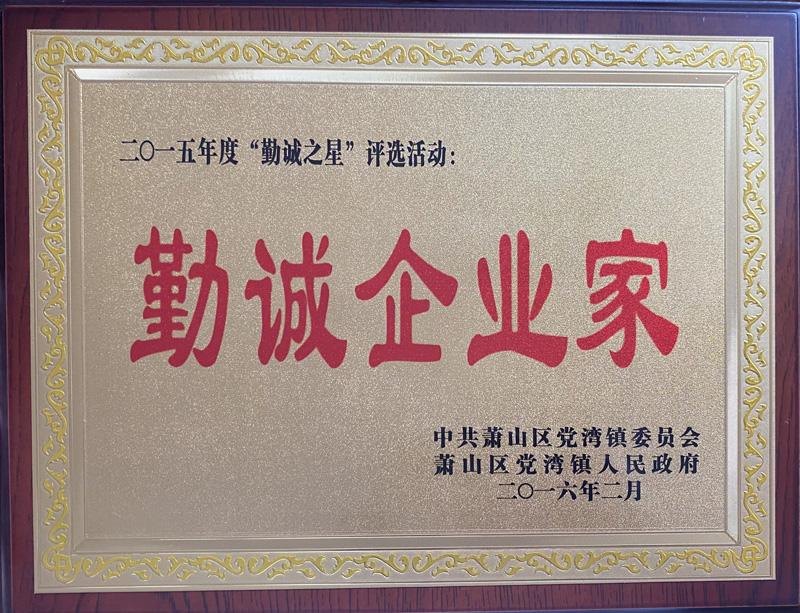 二〇一五年度“勤诚之星”评选活动：
勤诚企业家
中共萧山区党湾镇委员会
萧山区党湾镇人民政府
二〇一六年二月